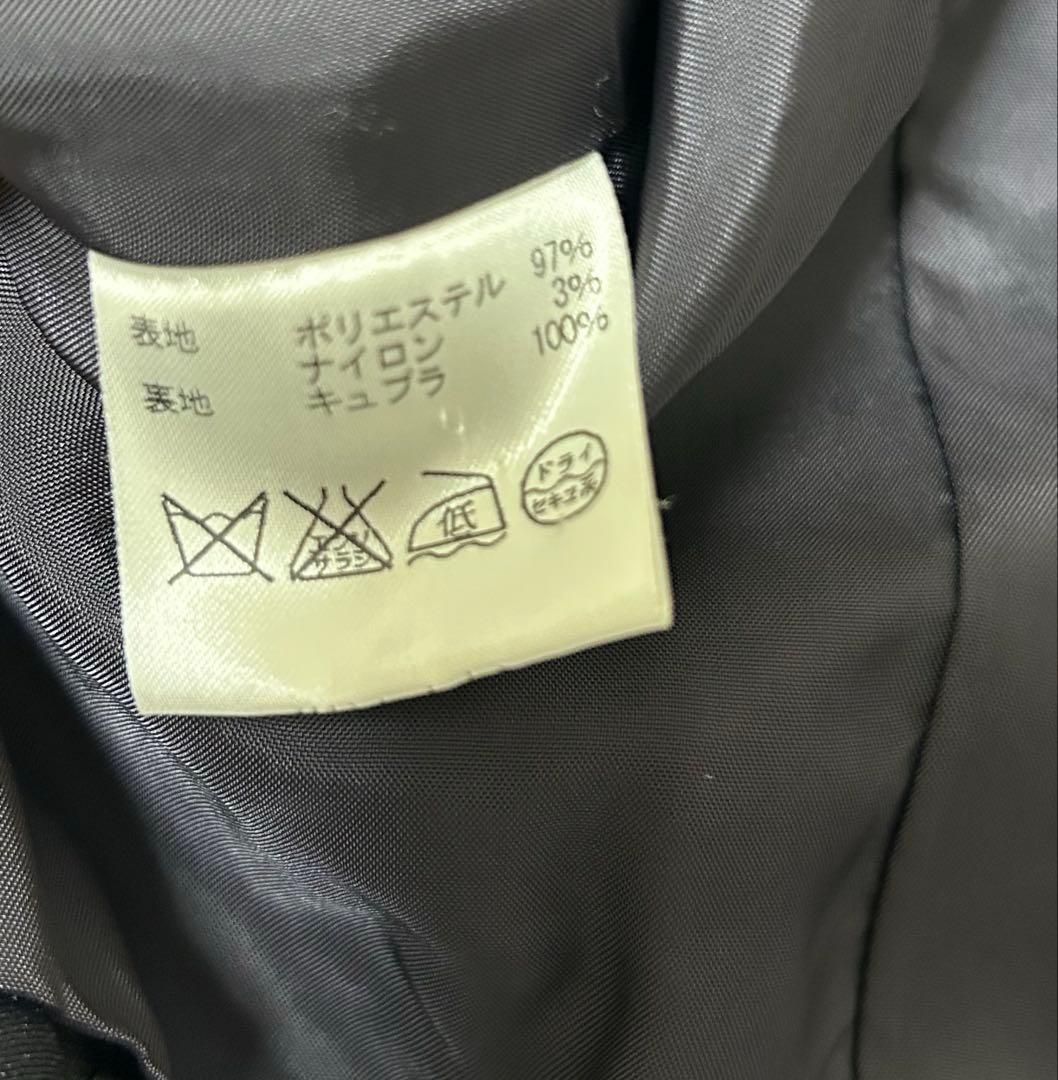 表地 ポリエステル 97%
ナイロン 3%
裏地 キュプラ 100%
エンソ
サラシ
低
ドライ
セキユ系